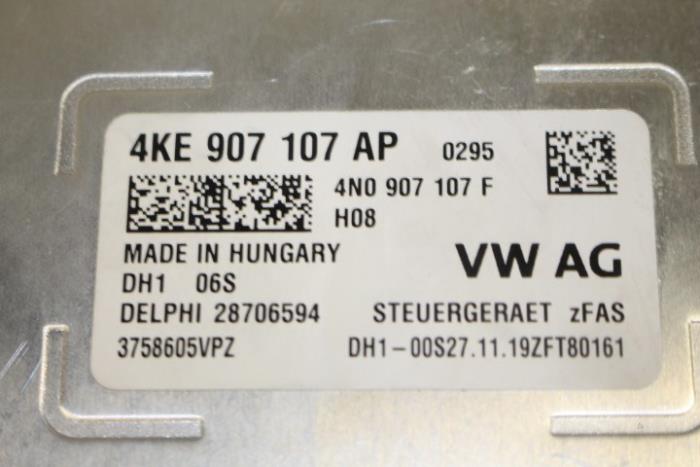 4KE 907 107 AP 0295
4N0 907 107 F
H08
MADE IN HUNGARY
VW AG
DH1 06S
DELPHI 28706594 STEUERGERAET zFAS
3758605VPZ DH1-00S27.11.19ZFT80161